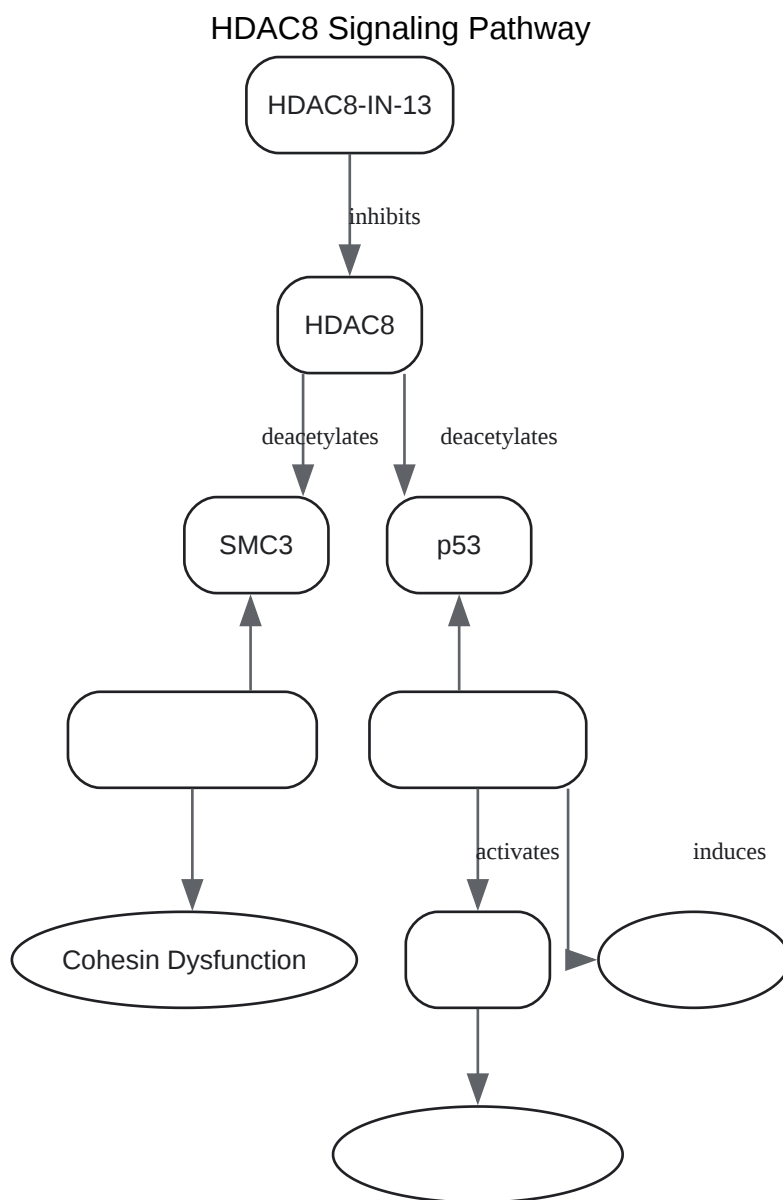 HDAC8 Signaling Pathway
HDAC8-IN-13
inhibits
HDAC8
deacetylates
deacetylates
SMC3
p53
activates
induces
Cohesin Dysfunction